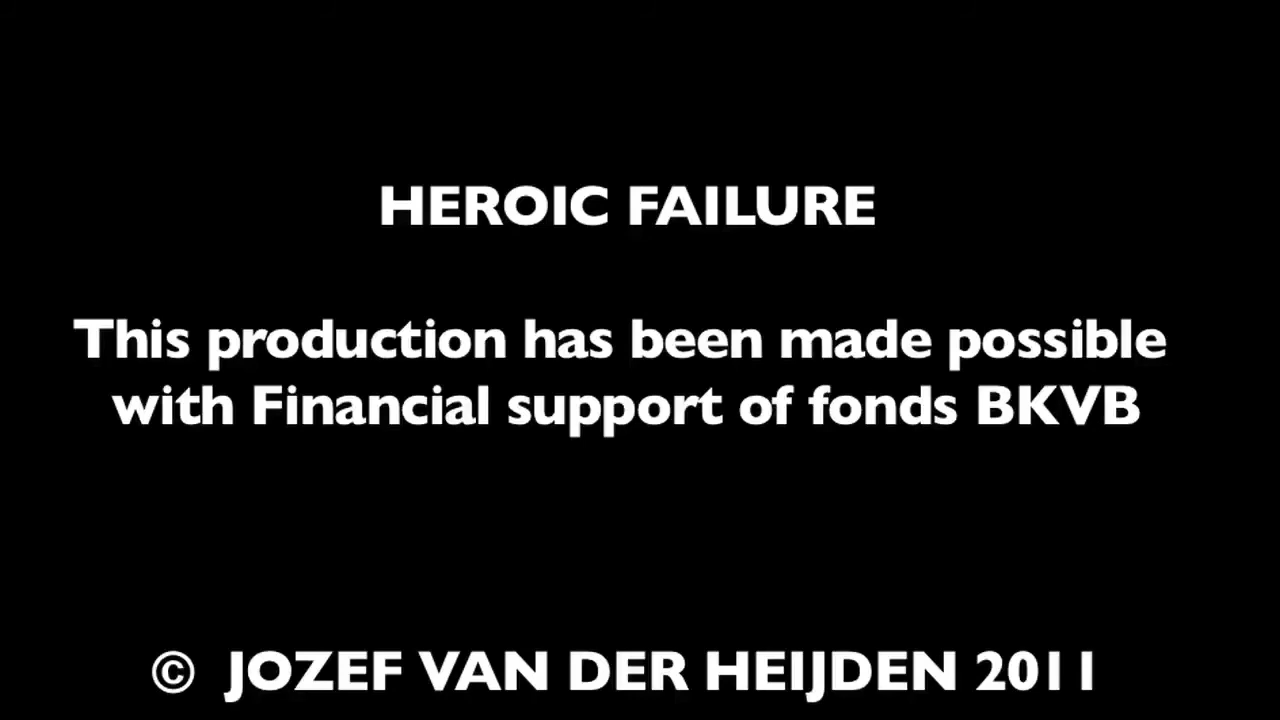 HEROIC FAILURE
This production has been made possible
with Financial support of fonds BKVB
© JOZEF VAN DER HEIJDEN 2011